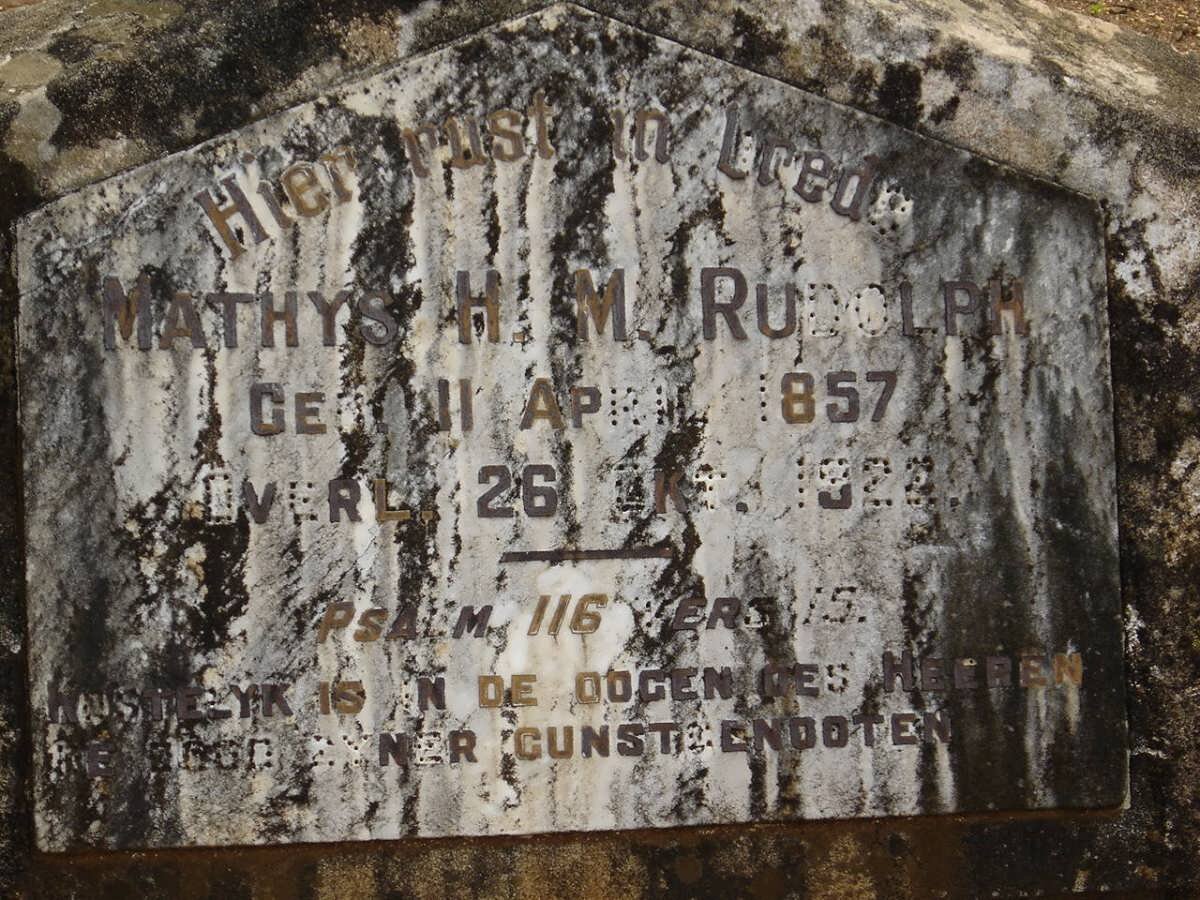 Hier rust in Vrede
MATHYS H. M. RUDOLPH
GEB. 11 APRIL 1857
OVERL. 26 OKT. 1922.
PSALM 116 VERS 15.
KOSTELYK IS IN DE OOGEN DES HEEREN
DE DOOD ZYNER GUNSTGENOOTEN